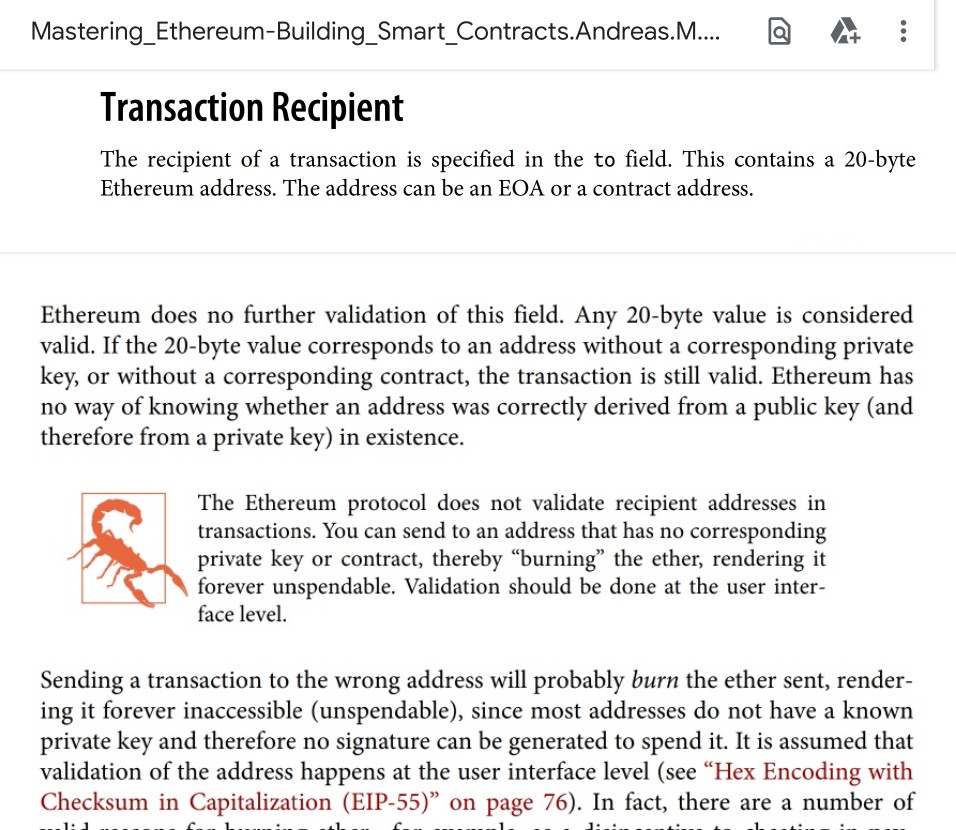 Mastering_Ethereum-Building_Smart_Contracts.Andreas.M....
Transaction Recipient
The recipient of a transaction is specified in the to field. This contains a 20-byte
Ethereum address. The address can be an EOA or a contract address.
Ethereum does no further validation of this field. Any 20-byte value is considered
valid. If the 20-byte value corresponds to an address without a corresponding private
key, or without a corresponding contract, the transaction is still valid. Ethereum has
no way of knowing whether an address was correctly derived from a public key (and
therefore from a private key) in existence.
The Ethereum protocol does not validate recipient addresses in
transactions. You can send to an address that has no corresponding
private key or contract, thereby “burning” the ether, rendering it
forever unspendable. Validation should be done at the user inter-
face level.
Sending a transaction to the wrong address will probably burn the ether sent, render-
ing it forever inaccessible (unspendable), since most addresses do not have a known
private key and therefore no signature can be generated to spend it. It is assumed that
validation of the address happens at the user interface level (see “Hex Encoding with
Checksum in Capitalization (EIP-55)” on page 76). In fact, there are a number of